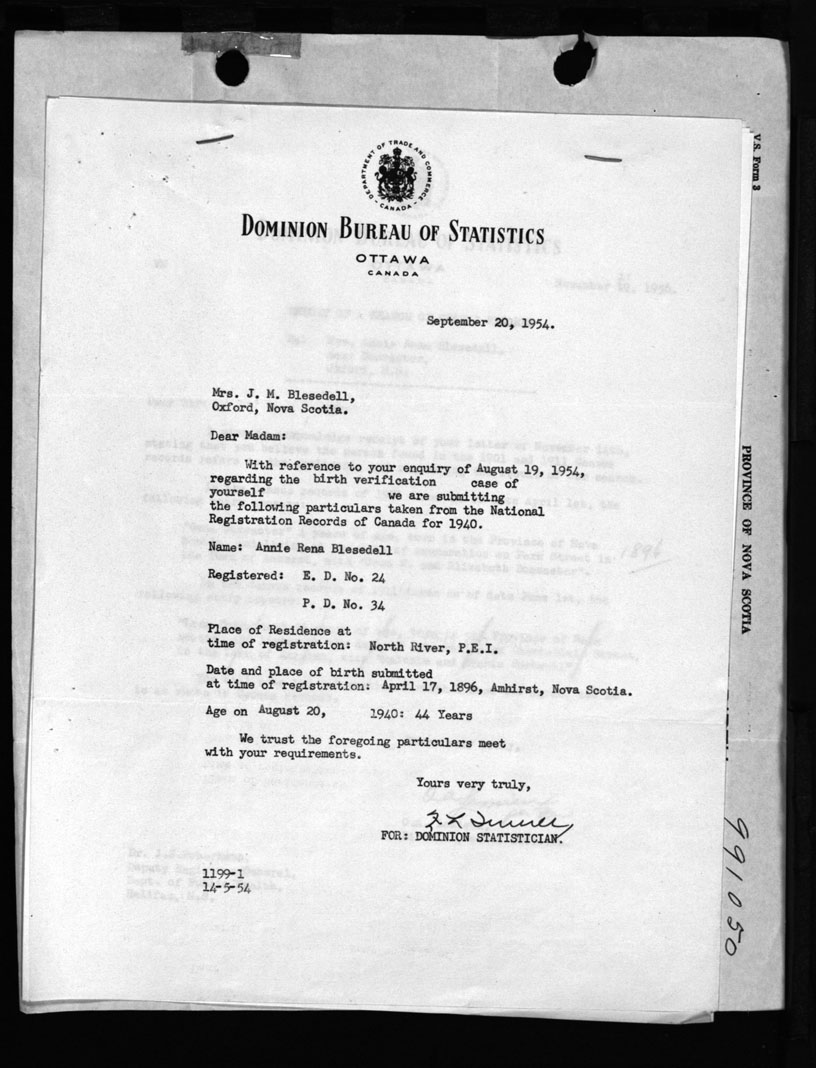 DEPARTMENT OF TRADE AND COMMERCE
- CANADA -
DOMINION BUREAU OF STATISTICS
OTTAWA
CANADA
September 20, 1954.
Mrs. J. M. Blesedell,
Oxford, Nova Scotia.
Dear Madam:
With reference to your enquiry of August 19, 1954,
regarding the birth verification case of
yourself we are submitting
the following particulars taken from the National
Registration Records of Canada for 1940.
Name: Annie Rena Blesedell
Registered: E. D. No. 24
P. D. No. 34
Place of Residence at
time of registration: North River, P.E.I.
Date and place of birth submitted
at time of registration: April 17, 1896, Amhirst, Nova Scotia.
Age on August 20, 1940: 44 Years
We trust the foregoing particulars meet
with your requirements.
Yours very truly,
FOR: DOMINION STATISTICIAN.
1199-1
14-5-54
V.S. Form 3
PROVINCE OF NOVA SCOTIA
991050
1896